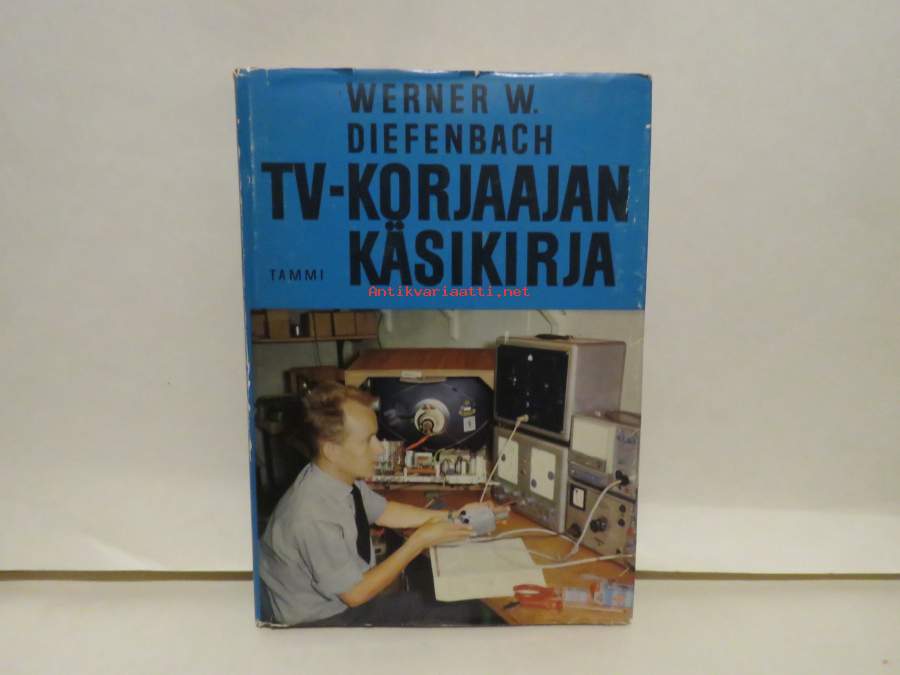 WERNER W.
DIEFENBACH
TV-KORJAAJAN
KÄSIKIRJA
TAMMI
Antikvariaatti.net